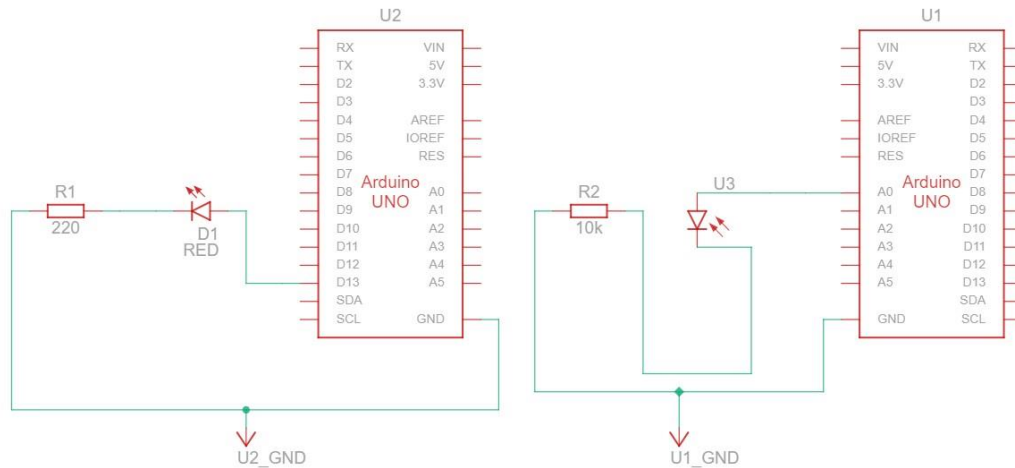 U2
RX
TX
D2
D3
D4
D5
D6
D7
D8
D9
D10
D11
D12
D13
SDA
SCL
VIN
5V
3.3V
AREF
IOREF
RES
A0
A1
A2
A3
A4
A5
GND
Arduino
UNO
R1
220
D1
RED
U2_GND
U1
VIN
5V
3.3V
AREF
IOREF
RES
A0
A1
A2
A3
A4
A5
GND
RX
TX
D2
D3
D4
D5
D6
D7
D8
D9
D10
D11
D12
D13
SDA
SCL
Arduino
UNO
U3
R2
10k
U1_GND